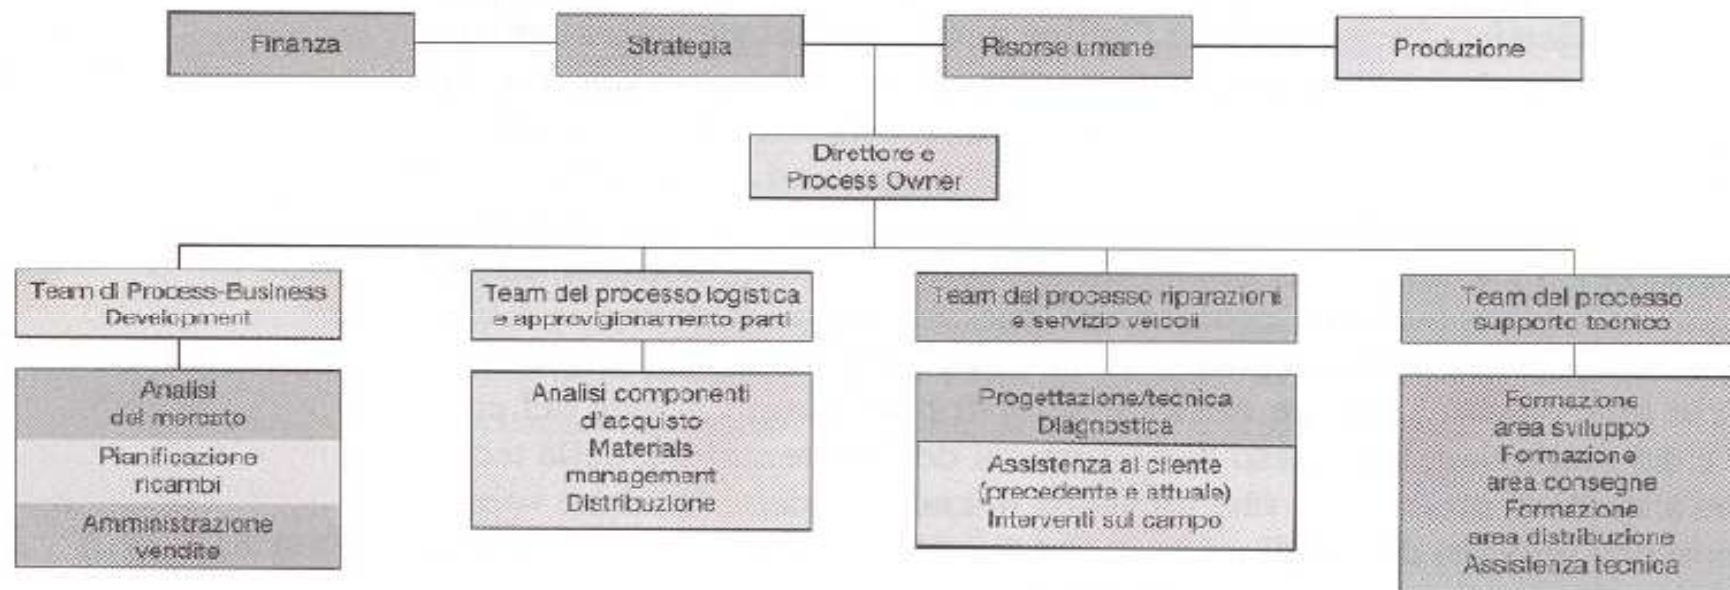 Finanza
Strategia
Risorse umane
Produzione
Direttore e
Process Owner
Team di Process-Business
Development
Team del processo logistica
e approvigionamento parti
Team del processo riparazioni
e servizio veicoli
Team del processo
supporto tecnico
Analisi
del mercato
Pianificazione
ricambi
Amministrazione
vendite
Analisi componenti
d'acquisto
Materials
management
Distribuzione
Progettazione/tecnica
Diagnostica
Assistenza al cliente
(precedente e attuale)
Interventi sul campo
Formazione
area sviluppo
Formazione
area consegne
Formazione
area distribuzione
Assistenza tecnica